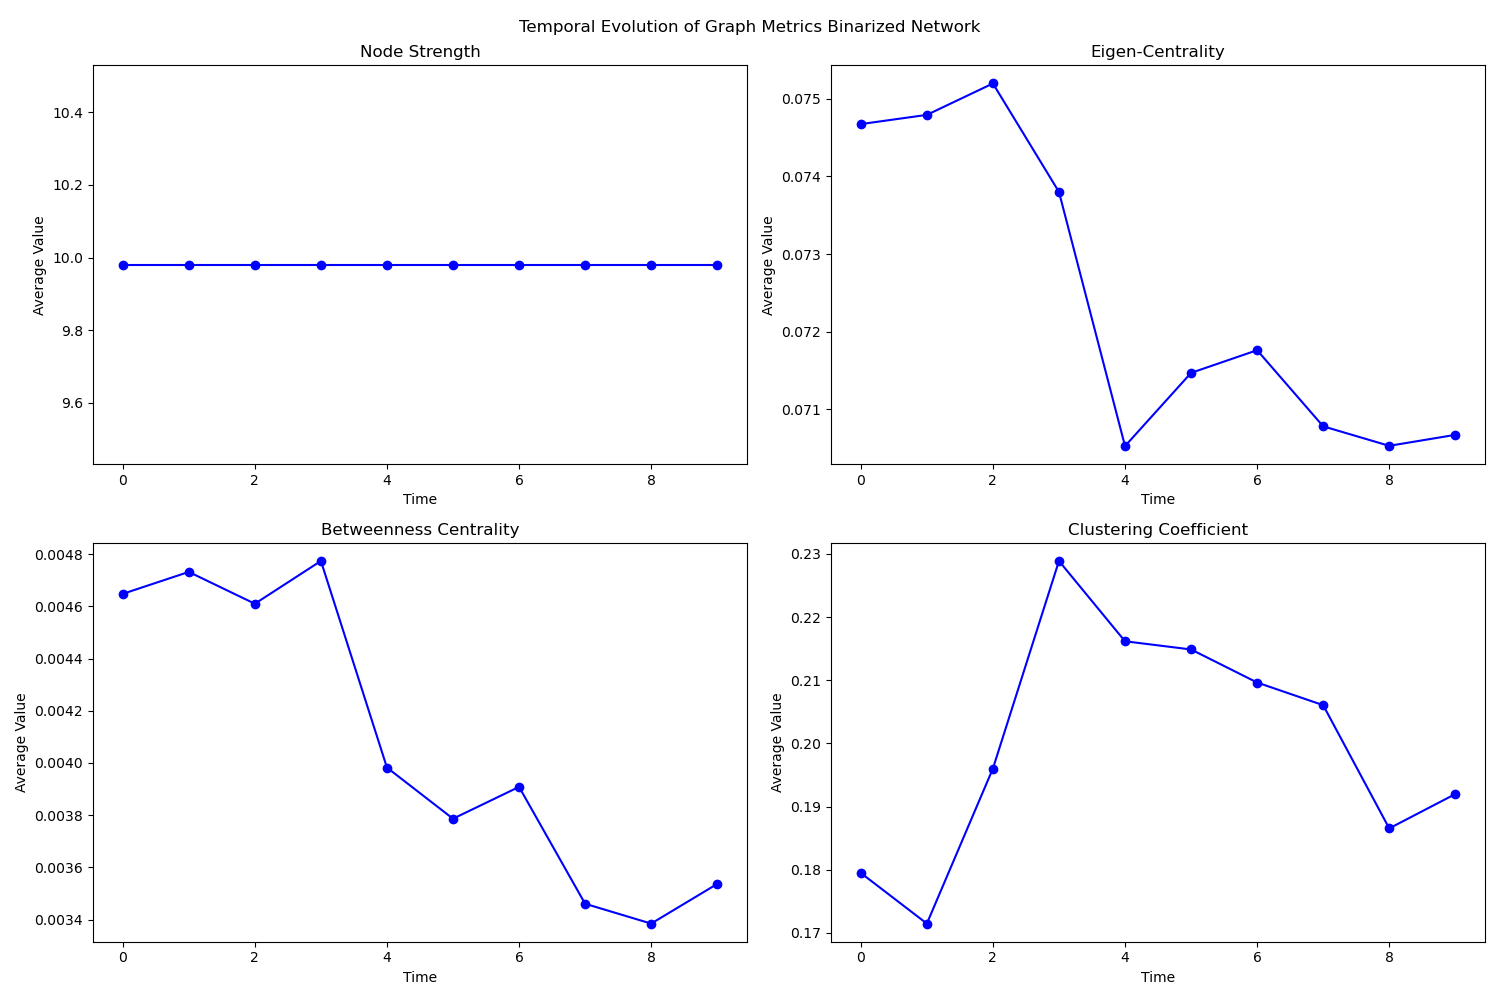 Temporal Evolution of Graph Metrics Binarized Network
Node Strength
Average Value
10.4
10.2
10.0
9.8
9.6
0 2 4 6 8
Time
Eigen-Centrality
Average Value
0.075
0.074
0.073
0.072
0.071
0 2 4 6 8
Time
Betweenness Centrality
Average Value
0.0048
0.0046
0.0044
0.0042
0.0040
0.0038
0.0036
0.0034
0 2 4 6 8
Time
Clustering Coefficient
Average Value
0.23
0.22
0.21
0.20
0.19
0.18
0.17
0 2 4 6 8
Time